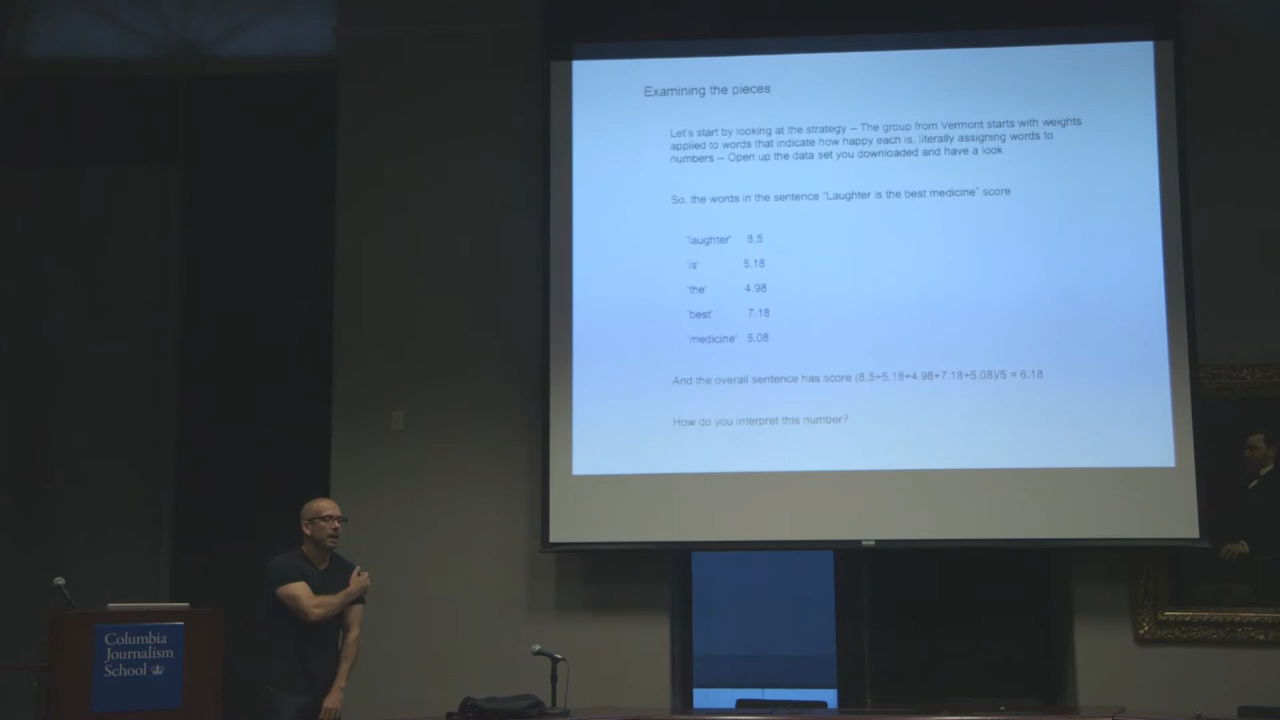 Examining the pieces
Let's start by looking at the strategy – The group from Vermont starts with weights
applied to words that indicate how happy each is, literally assigning words to
numbers – Open up the data set you downloaded and have a look
So, the words in the sentence "Laughter is the best medicine" score
'laughter' 8.5
'is' 5.18
'the' 4.98
'best' 7.18
'medicine' 5.08
And the overall sentence has score (8.5+5.18+4.98+7.18+5.08)/5 = 6.18
How do you interpret this number?
Columbia
Journalism
School